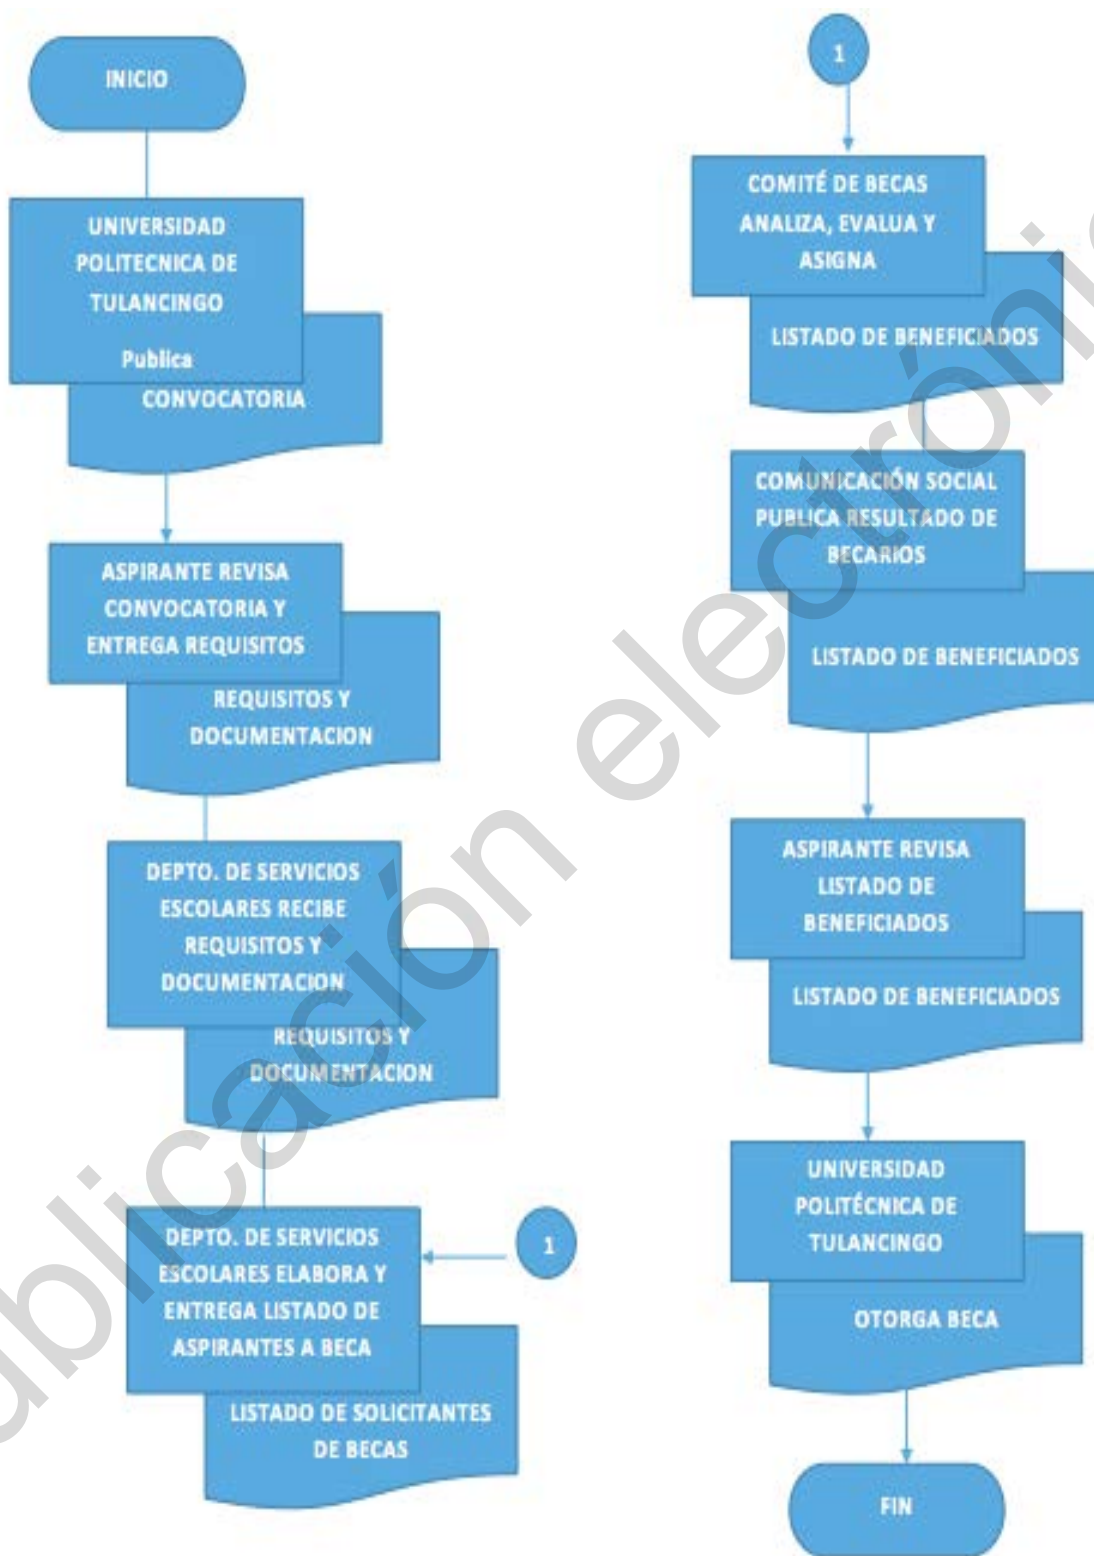 INICIO
UNIVERSIDAD
POLITECNICA DE
TULANCINGO
Publica
CONVOCATORIA
ASPIRANTE REVISA
CONVOCATORIA Y
ENTREGA REQUISITOS
REQUISITOS Y
DOCUMENTACION
DEPTO. DE SERVICIOS
ESCOLARES RECIBE
REQUISITOS Y
DOCUMENTACION
REQUISITOS Y
DOCUMENTACION
DEPTO. DE SERVICIOS
ESCOLARES ELABORA Y
ENTREGA LISTADO DE
ASPIRANTES A BECA
1
LISTADO DE SOLICITANTES
DE BECAS
1
COMITÉ DE BECAS
ANALIZA, EVALUA Y
ASIGNA
LISTADO DE BENEFICIADOS
COMUNICACIÓN SOCIAL
PUBLICA RESULTADO DE
BECARIOS
LISTADO DE BENEFICIADOS
ASPIRANTE REVISA
LISTADO DE
BENEFICIADOS
LISTADO DE BENEFICIADOS
UNIVERSIDAD
POLITÉCNICA DE
TULANCINGO
OTORGA BECA
FIN
ublicación electrónic